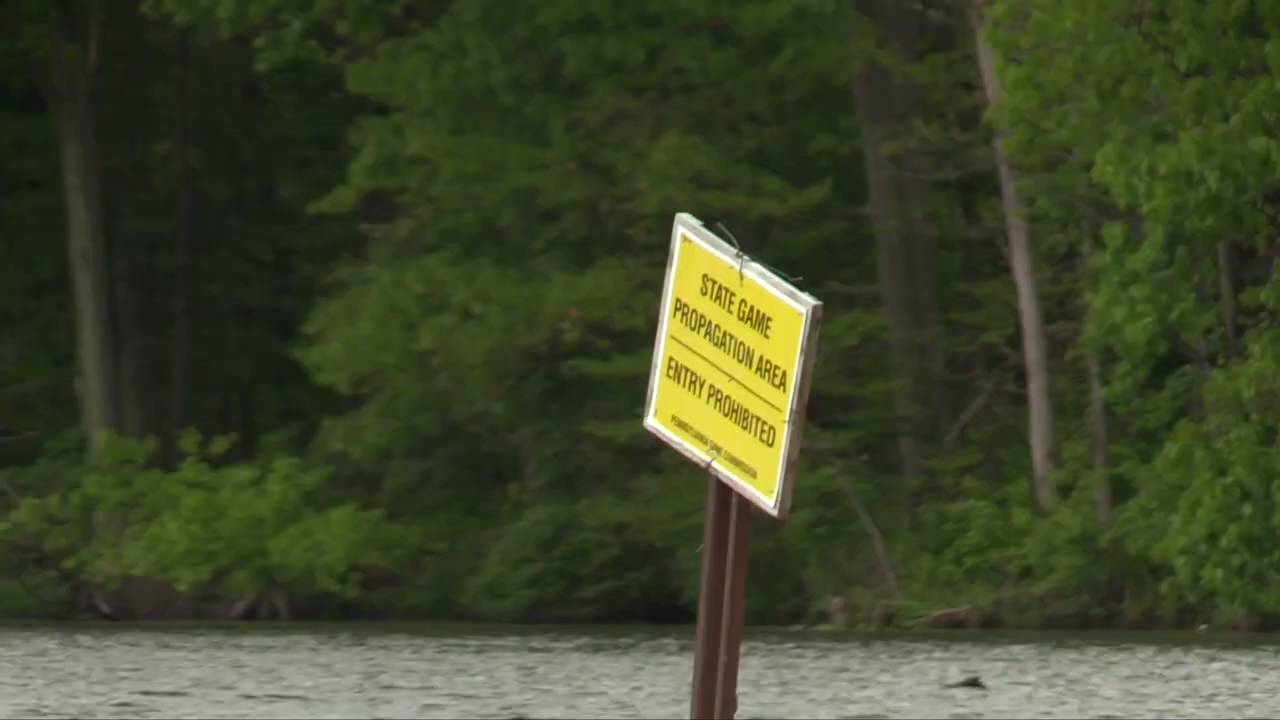 STATE GAME
PROPAGATION AREA
ENTRY PROHIBITED
PENNSYLVANIA GAME COMMISSION